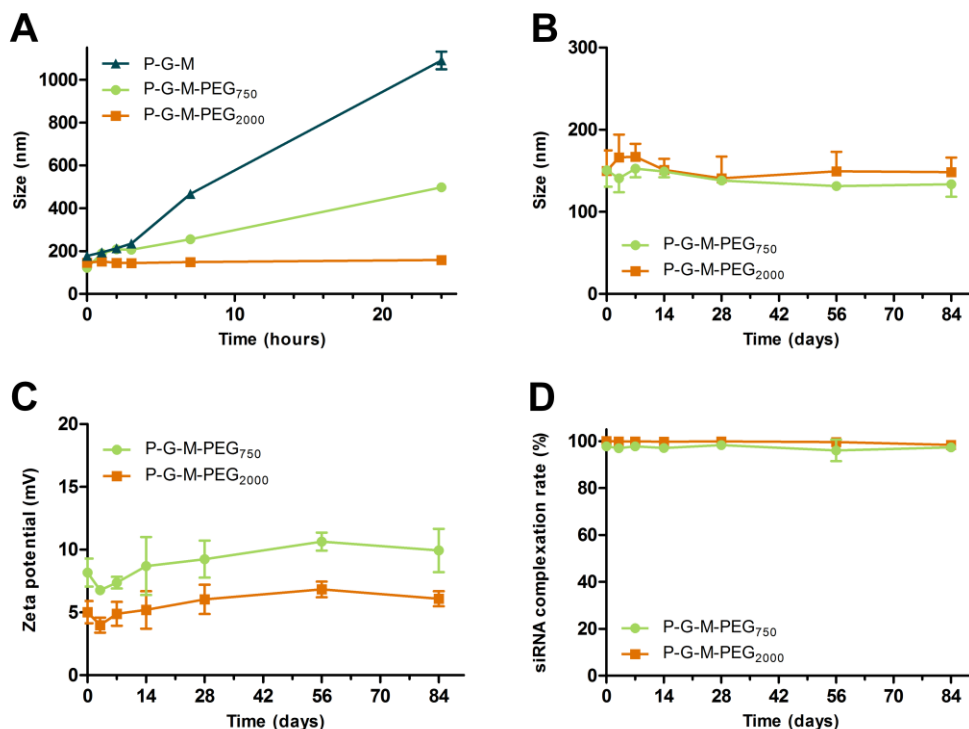 A
P-G-M
P-G-M-PEG750
P-G-M-PEG2000
Size (nm)
1000
800
600
400
200
0
0 10 20
Time (hours)
B
Size (nm)
300
200
100
0
P-G-M-PEG750
P-G-M-PEG2000
0 14 28 42 56 70 84
Time (days)
C
P-G-M-PEG750
P-G-M-PEG2000
Zeta potential (mV)
20
15
10
5
0
0 14 28 42 56 70 84
Time (days)
D
siRNA complexation rate (%)
100
80
60
40
20
0
P-G-M-PEG750
P-G-M-PEG2000
0 14 28 42 56 70 84
Time (days)